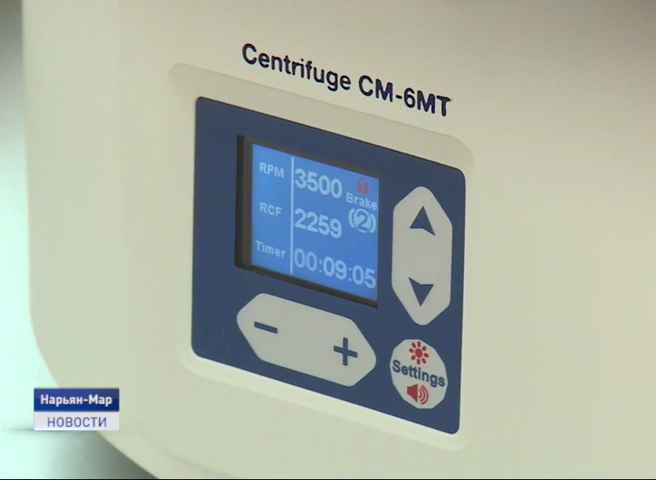 Centrifuge CM-6MT
RPM 3500 Brake
RCF 2259 (2)
Timer 00:09:05
- +
Settings
Нарьян-Мар
НОВОСТИ